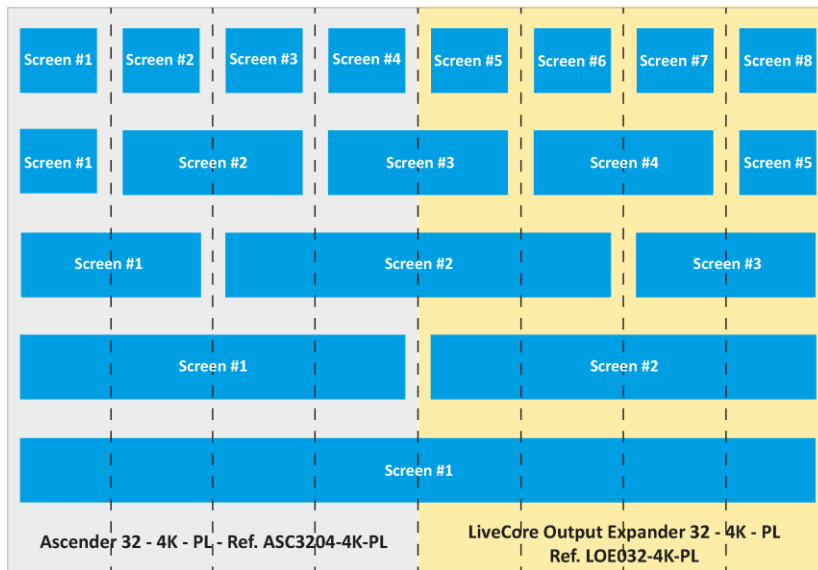 Screen #1 Screen #2 Screen #3 Screen #4 Screen #5 Screen #6 Screen #7 Screen #8
Screen #1 Screen #2 Screen #3 Screen #4 Screen #5
Screen #1 Screen #2 Screen #3
Screen #1 Screen #2
Screen #1
Ascender 32 - 4K - PL - Ref. ASC3204-4K-PL
LiveCore Output Expander 32 - 4K - PL
Ref. LOE032-4K-PL